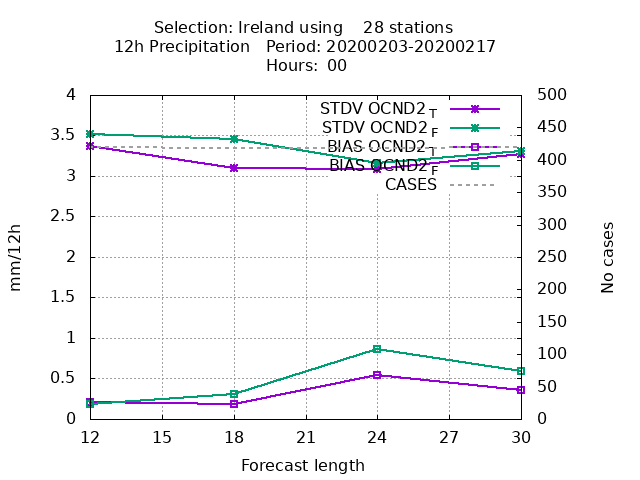 Selection: Ireland using 28 stations
12h Precipitation Period: 20200203-20200217
Hours: 00
STDV OCND2 T
STDV OCND2 F
BIAS OCND2 T
BIAS OCND2 F
CASES
mm/12h
4
3.5
3
2.5
2
1.5
1
0.5
0
No cases
500
450
400
350
300
250
200
150
100
50
0
12 15 18 21 24 27 30
Forecast length